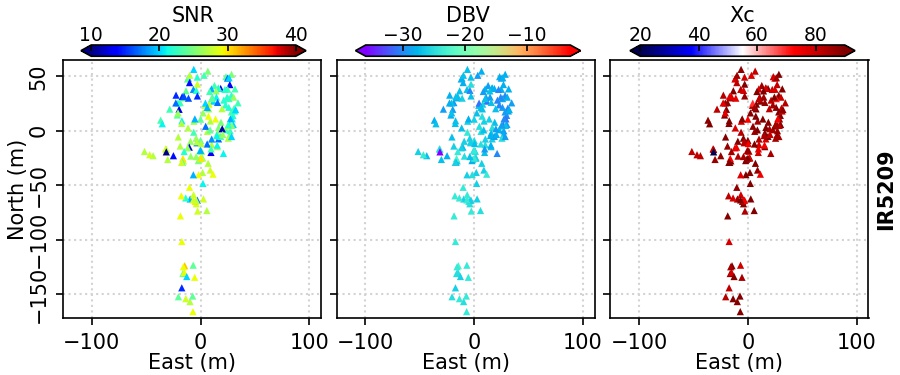 SNR DBV Xc
10 20 30 40 −30 −20 −10 20 40 60 80
50
0
−50
−100
−150
North (m)
IR5209
−100 0 100 −100 0 100 −100 0 100
East (m) East (m) East (m)